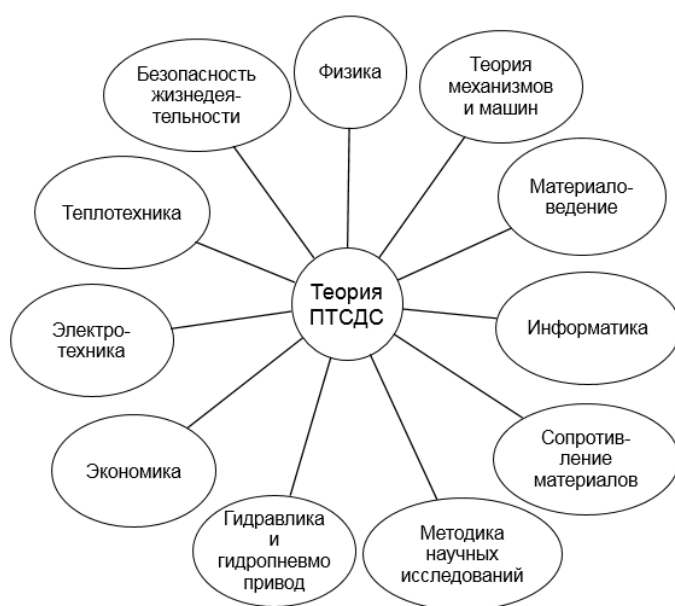 Физика
Теория
механизмов
и машин
Материало-
ведение
Информатика
Сопротив-
ление
материалов
Методика
научных
исследований
Гидравлика
и
гидропневмо
привод
Экономика
Электро-
техника
Теплотехника
Безопасность
жизнедея-
тельности
Теория
ПТСДС